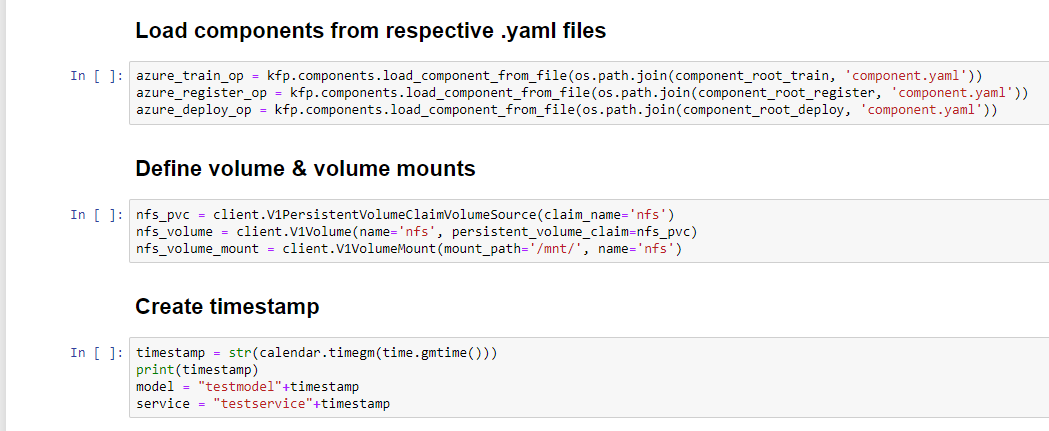 Load components from respective .yaml files
In [ ]: azure_train_op = kfp.components.load_component_from_file(os.path.join(component_root_train, 'component.yaml'))
azure_register_op = kfp.components.load_component_from_file(os.path.join(component_root_register, 'component.yaml'))
azure_deploy_op = kfp.components.load_component_from_file(os.path.join(component_root_deploy, 'component.yaml'))
Define volume & volume mounts
In [ ]: nfs_pvc = client.V1PersistentVolumeClaimVolumeSource(claim_name='nfs')
nfs_volume = client.V1Volume(name='nfs', persistent_volume_claim=nfs_pvc)
nfs_volume_mount = client.V1VolumeMount(mount_path='/mnt/', name='nfs')
Create timestamp
In [ ]: timestamp = str(calendar.timegm(time.gmtime()))
print(timestamp)
model = "testmodel"+timestamp
service = "testservice"+timestamp